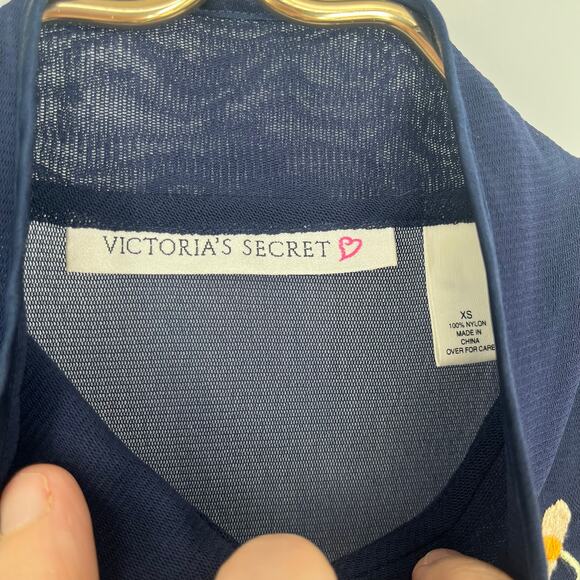 VICTORIA'S SECRET
XS
100% NYLON
MADE IN
CHINA
OVER FOR CARE